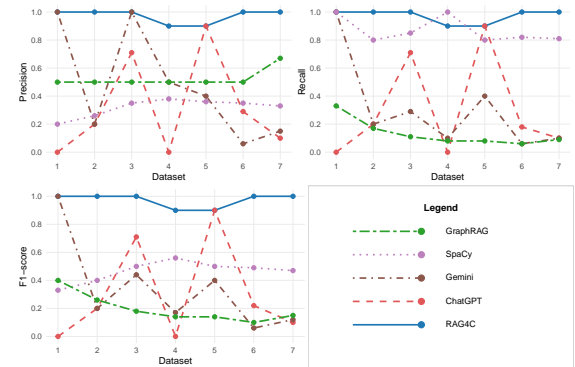 1.0
0.8
0.6
0.4
0.2
0.0
Precision
1 2 3 4 5 6 7
Dataset
1.0
0.8
0.6
0.4
0.2
0.0
Recall
1 2 3 4 5 6 7
Dataset
1.0
0.8
0.6
0.4
0.2
0.0
F1-score
1 2 3 4 5 6 7
Dataset
Legend
GraphRAG
SpaCy
Gemini
ChatGPT
RAG4C